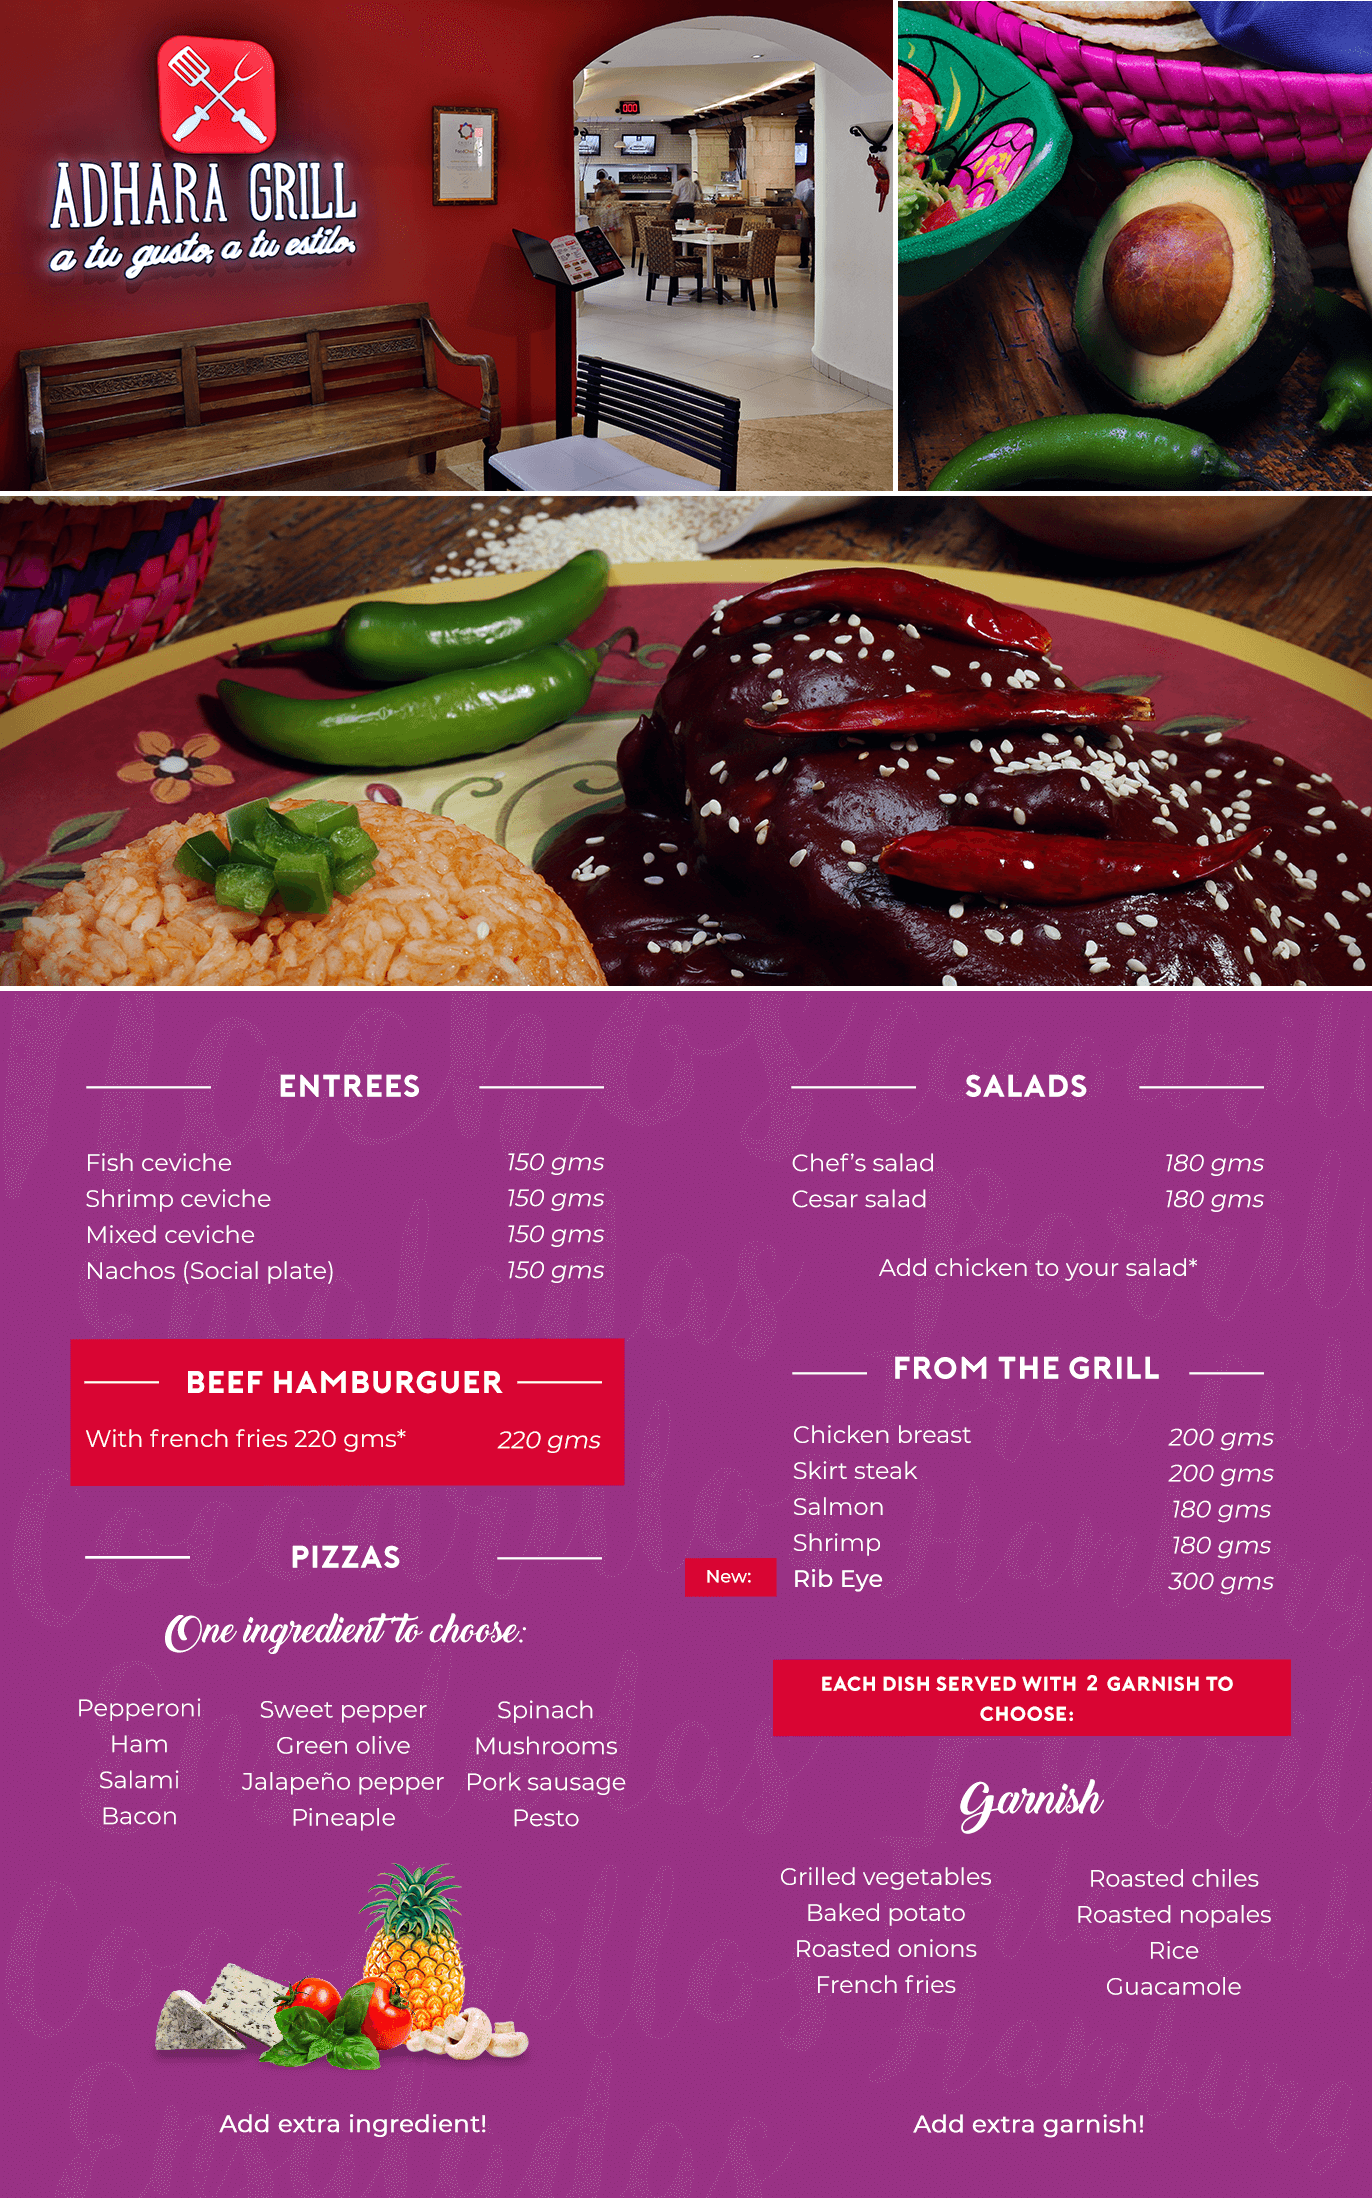 ADHARA GRILL
a tu gusto, a tu estilo.
000
ENTREES
Fish ceviche 150 gms
Shrimp ceviche 150 gms
Mixed ceviche 150 gms
Nachos (Social plate) 150 gms
BEEF HAMBURGUER
With french fries 220 gms* 220 gms
PIZZAS
One ingredient to choose:
Pepperoni Sweet pepper Spinach
Ham Green olive Mushrooms
Salami Jalapeño pepper Pork sausage
Bacon Pineaple Pesto
Add extra ingredient!
SALADS
Chef's salad 180 gms
Cesar salad 180 gms
Add chicken to your salad*
FROM THE GRILL
Chicken breast 200 gms
Skirt steak 200 gms
Salmon 180 gms
Shrimp 180 gms
New: Rib Eye 300 gms
EACH DISH SERVED WITH 2 GARNISH TO
CHOOSE:
Garnish
Grilled vegetables Roasted chiles
Baked potato Roasted nopales
Roasted onions Rice
French fries Guacamole
Add extra garnish!